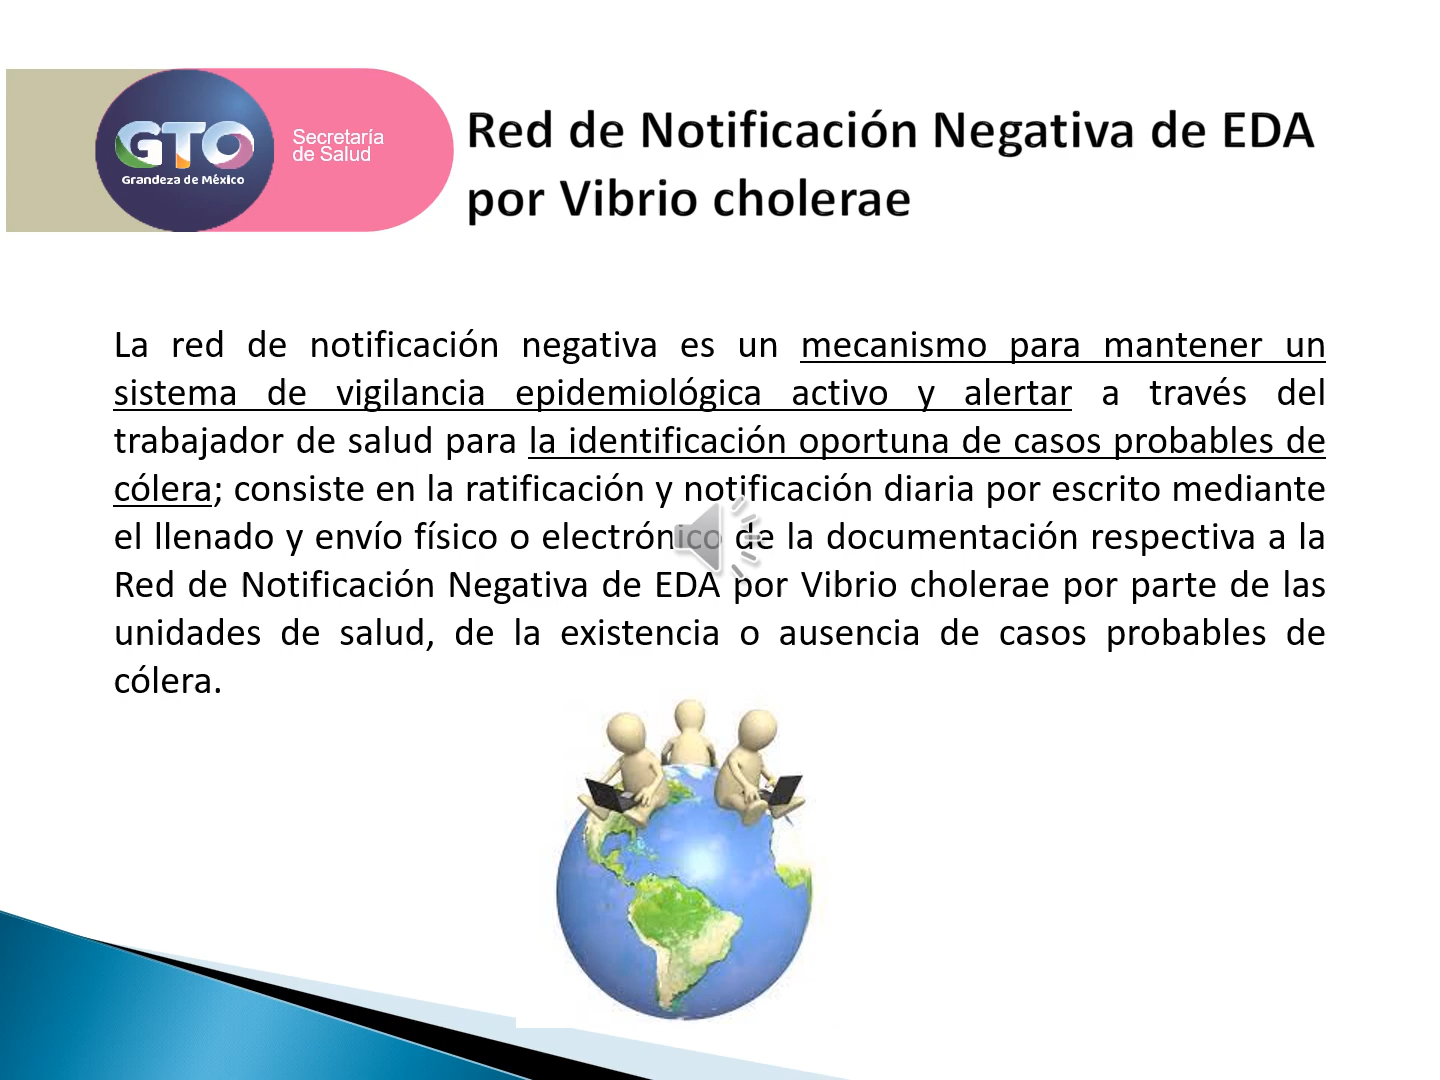 GTO
Grandeza de México
Secretaría
de Salud
Red de Notificación Negativa de EDA
por Vibrio cholerae
La red de notificación negativa es un mecanismo para mantener un
sistema de vigilancia epidemiológica activo y alertar a través del
trabajador de salud para la identificación oportuna de casos probables de
cólera; consiste en la ratificación y notificación diaria por escrito mediante
el llenado y envío físico o electrónico de la documentación respectiva a la
Red de Notificación Negativa de EDA por Vibrio cholerae por parte de las
unidades de salud, de la existencia o ausencia de casos probables de
cólera.